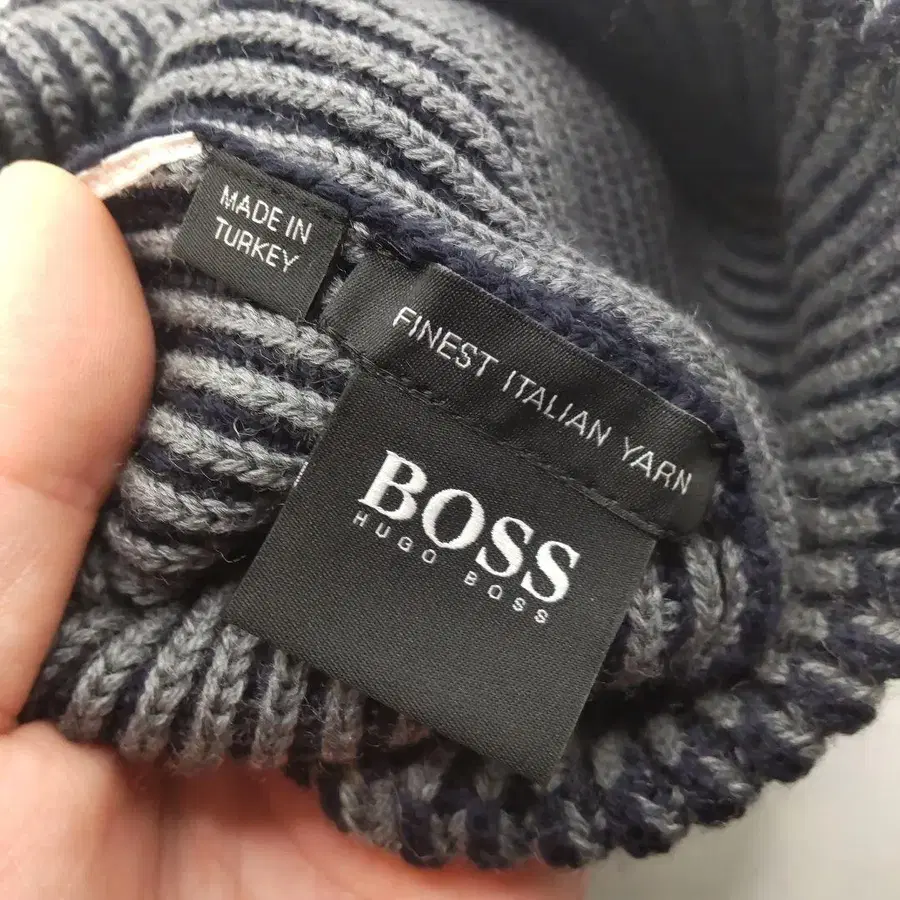 MADE IN
TURKEY
FINEST ITALIAN YARN
BOSS
HUGO BOSS